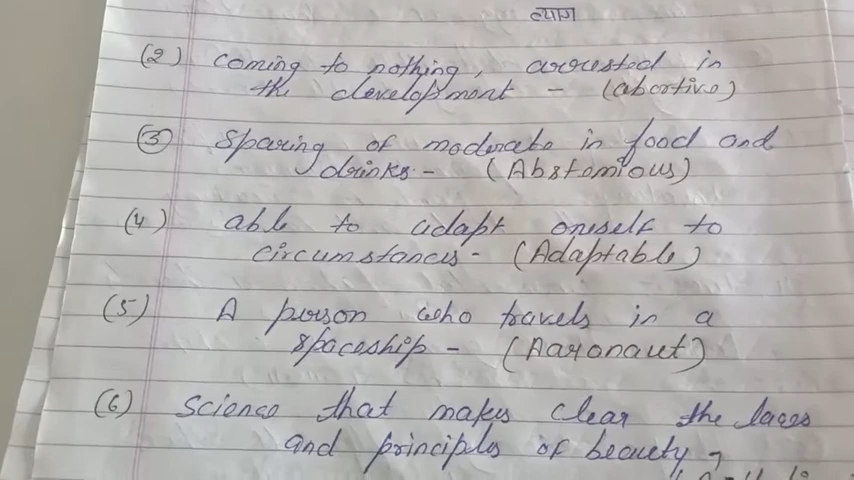 त्याग
(2) coming to nothing, arrested in
the development - (abortive)
(3) sparing of moderate in food and
drinks - (Abstomious)
(4) able to adapt oneself to
circumstances - (Adaptable)
(5) A person who travels in a
spaceship - (Aaronaut)
(6) science that makes clear the laws
and principles of beauty -